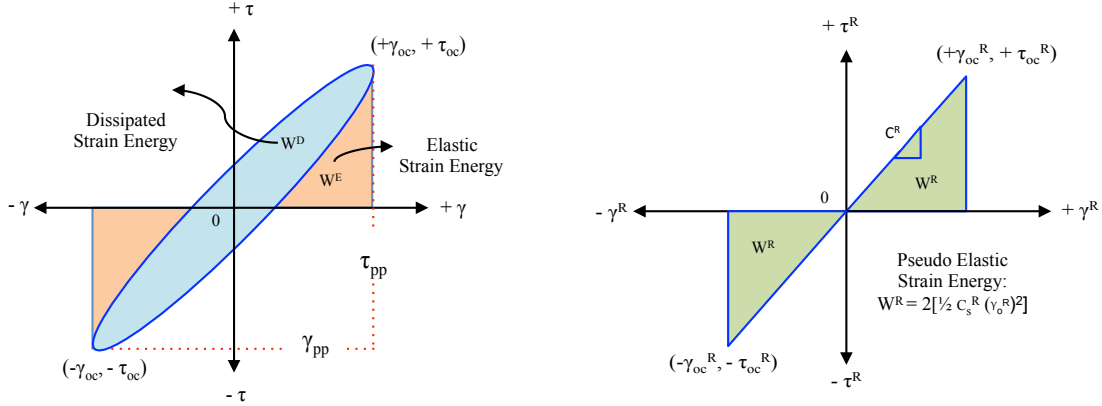 + τ
(+γoc, + τoc)
Dissipated
Strain Energy
Wᴰ
Elastic
Strain Energy
Wᴱ
- γ
0
+ γ
τpp
γpp
(-γoc, - τoc)
- τ
+ τᴿ
(+γocᴿ, + τocᴿ)
Cᴿ
Wᴿ
0
- γᴿ
+ γᴿ
Wᴿ
Pseudo Elastic
Strain Energy:
Wᴿ = 2[½ Csᴿ (γoᴿ)²]
(-γocᴿ, - τocᴿ)
- τᴿ